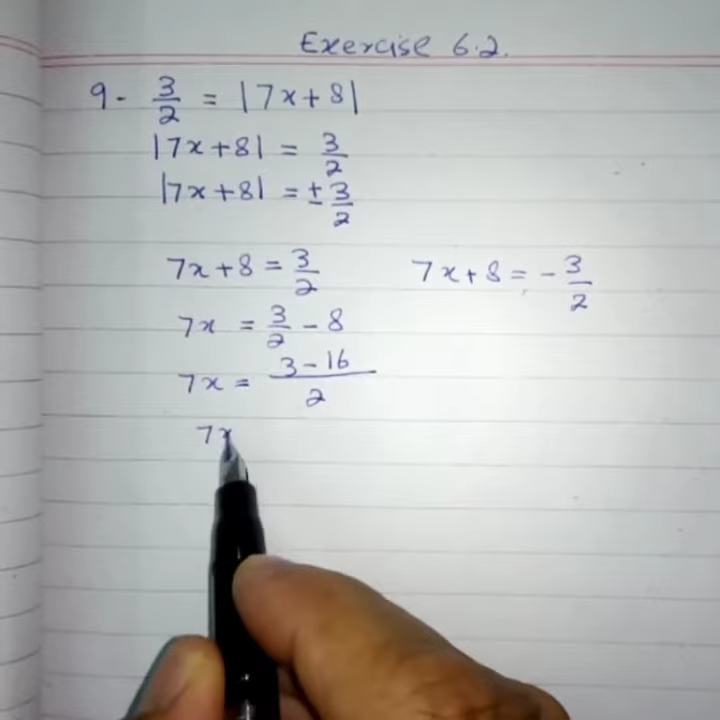 Exercise 6.2.
9- 3/2 = |7x+8|
|7x+8| = 3/2
|7x+8| = ± 3/2
7x+8 = 3/2    7x+8 = - 3/2
7x = 3/2 - 8
7x = (3-16)/2
7x